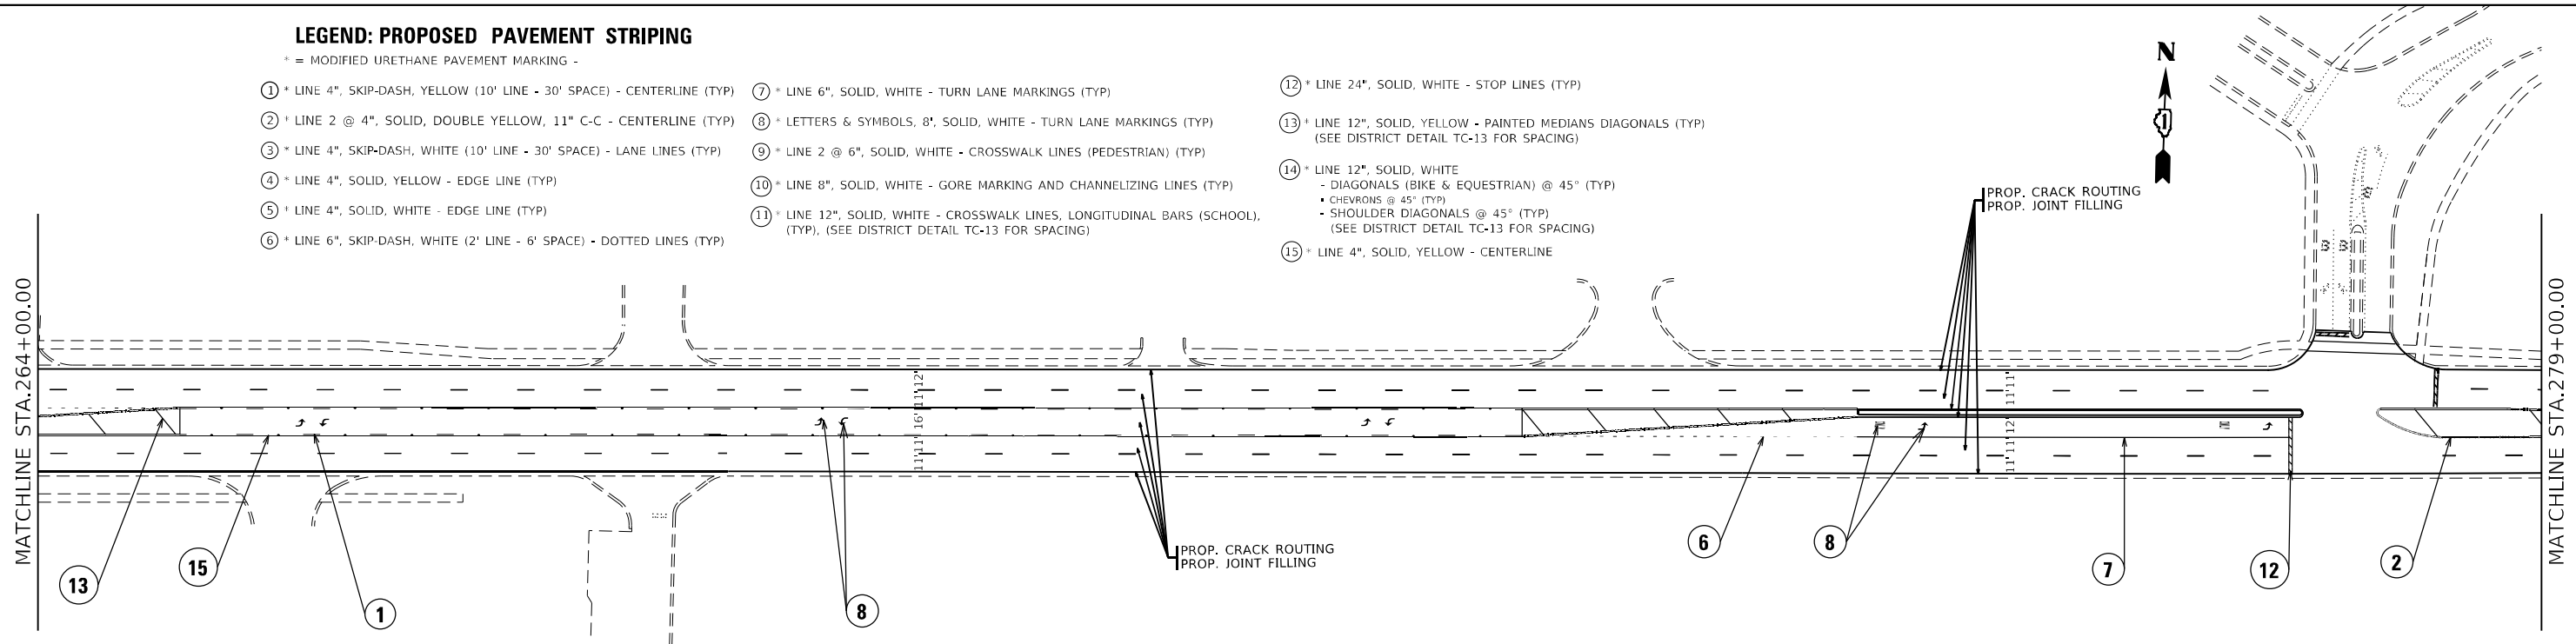 LEGEND: PROPOSED PAVEMENT STRIPING
* = MODIFIED URETHANE PAVEMENT MARKING -
1 * LINE 4", SKIP-DASH, YELLOW (10' LINE - 30' SPACE) - CENTERLINE (TYP)
2 * LINE 2 @ 4", SOLID, DOUBLE YELLOW, 11" C-C - CENTERLINE (TYP)
3 * LINE 4", SKIP-DASH, WHITE (10' LINE - 30' SPACE) - LANE LINES (TYP)
4 * LINE 4", SOLID, YELLOW - EDGE LINE (TYP)
5 * LINE 4", SOLID, WHITE - EDGE LINE (TYP)
6 * LINE 6", SKIP-DASH, WHITE (2' LINE - 6' SPACE) - DOTTED LINES (TYP)
7 * LINE 6", SOLID, WHITE - TURN LANE MARKINGS (TYP)
8 * LETTERS & SYMBOLS, 8', SOLID, WHITE - TURN LANE MARKINGS (TYP)
9 * LINE 2 @ 6", SOLID, WHITE - CROSSWALK LINES (PEDESTRIAN) (TYP)
10 * LINE 8", SOLID, WHITE - GORE MARKING AND CHANNELIZING LINES (TYP)
11 * LINE 12", SOLID, WHITE - CROSSWALK LINES, LONGITUDINAL BARS (SCHOOL),
(TYP), (SEE DISTRICT DETAIL TC-13 FOR SPACING)
12 * LINE 24", SOLID, WHITE - STOP LINES (TYP)
13 * LINE 12", SOLID, YELLOW - PAINTED MEDIANS DIAGONALS (TYP)
(SEE DISTRICT DETAIL TC-13 FOR SPACING)
14 * LINE 12", SOLID, WHITE
- DIAGONALS (BIKE & EQUESTRIAN) @ 45° (TYP)
▪ CHEVRONS @ 45° (TYP)
- SHOULDER DIAGONALS @ 45° (TYP)
(SEE DISTRICT DETAIL TC-13 FOR SPACING)
15 * LINE 4", SOLID, YELLOW - CENTERLINE
N
PROP. CRACK ROUTING
PROP. JOINT FILLING
MATCHLINE STA.264+00.00
11'11' 16' 11'12'
11'11'12'
11'11'
MATCHLINE STA.279+00.00
PROP. CRACK ROUTING
PROP. JOINT FILLING
13
15
1
8
6
8
7
12
2